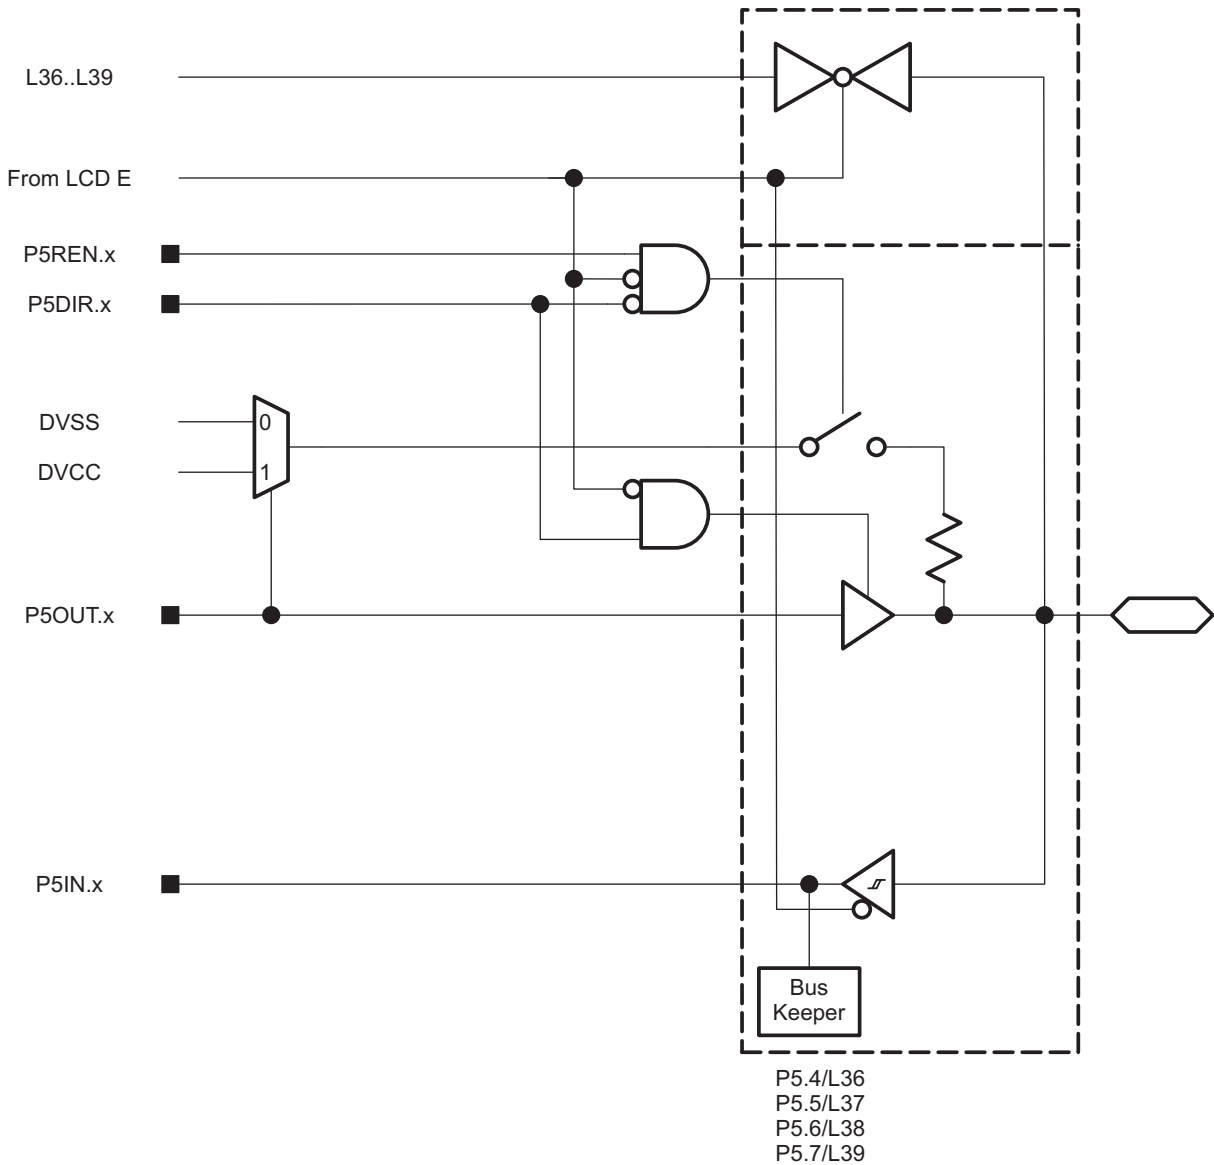 L36..L39
From LCD E
P5REN.x
P5DIR.x
DVSS
0
DVCC
1
P5OUT.x
P5IN.x
Bus
Keeper
P5.4/L36
P5.5/L37
P5.6/L38
P5.7/L39